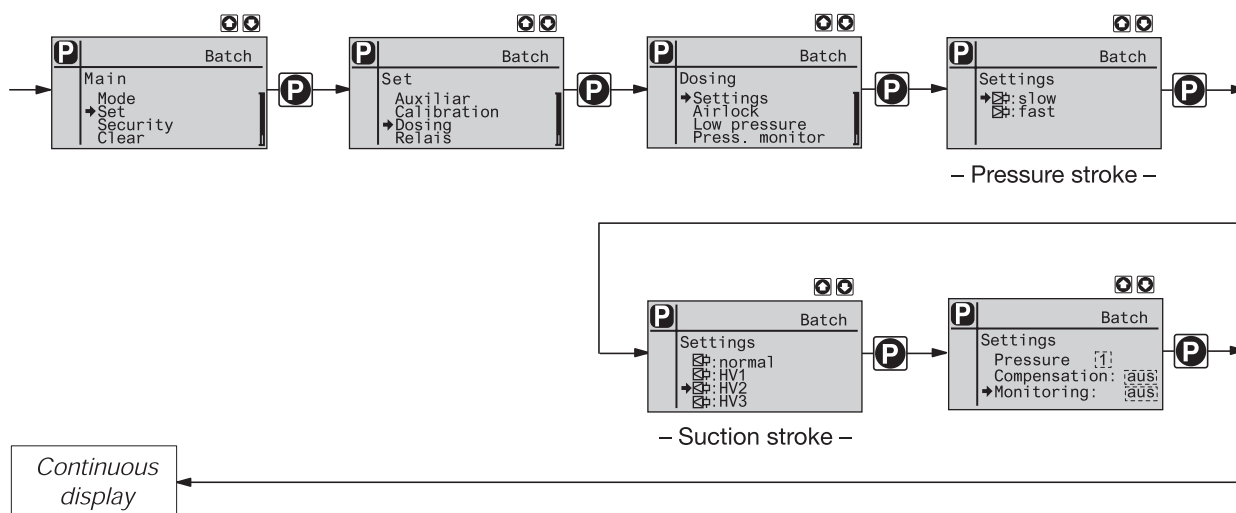 P Batch
Main
Mode
Set
Security
Clear
P
P Batch
Set
Auxiliar
Calibration
Dosing
Relais
P
P Batch
Dosing
Settings
Airlock
Low pressure
Press. monitor
P
P Batch
Settings
:slow
:fast
P
– Pressure stroke –
P Batch
Settings
:normal
:HV1
:HV2
:HV3
P
– Suction stroke –
P Batch
Settings
Pressure 1
Compensation: aus
Monitoring: aus
P
Continuous
display